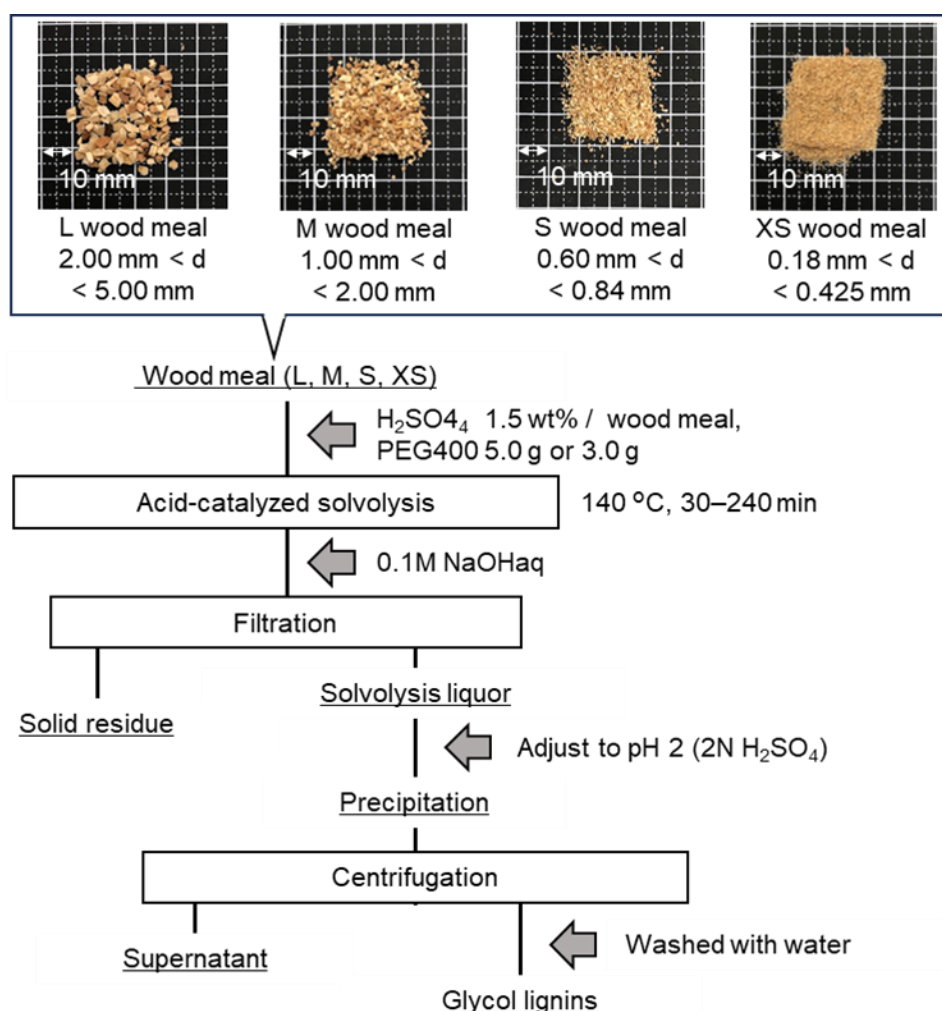 10 mm
10 mm
10 mm
10 mm
L wood meal
2.00 mm < d
< 5.00 mm
M wood meal
1.00 mm < d
< 2.00 mm
S wood meal
0.60 mm < d
< 0.84 mm
XS wood meal
0.18 mm < d
< 0.425 mm
Wood meal (L, M, S, XS)
H₂SO4₄ 1.5 wt% / wood meal,
PEG400 5.0 g or 3.0 g
Acid-catalyzed solvolysis
140 °C, 30–240 min
0.1M NaOHaq
Filtration
Solvolysis liquor
Solid residue
Adjust to pH 2 (2N H₂SO₄)
Precipitation
Centrifugation
Supernatant
Washed with water
Glycol lignins